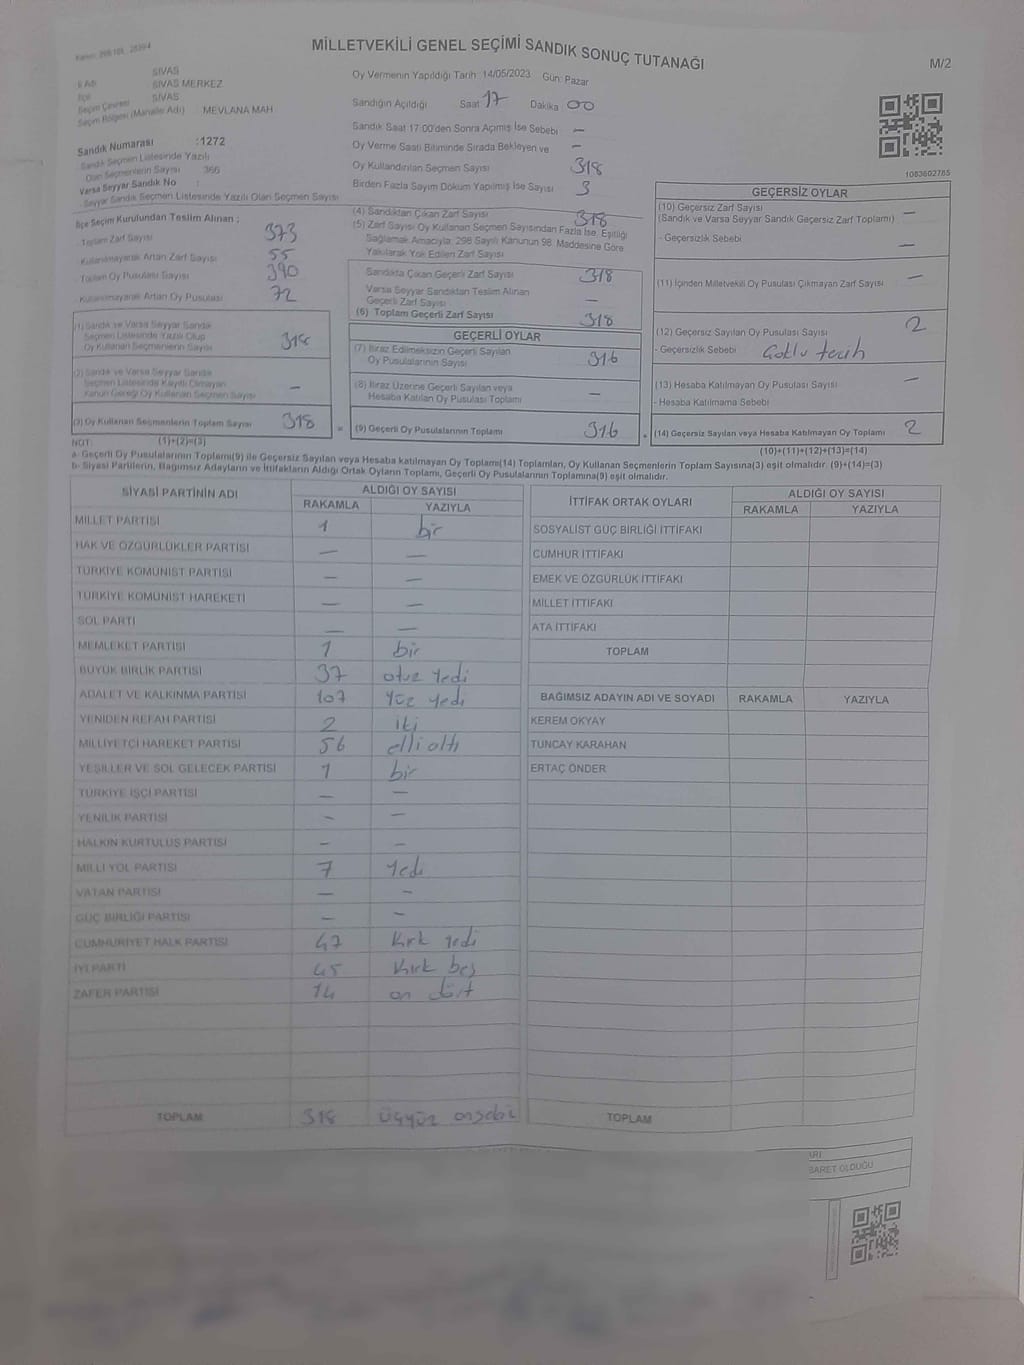 MİLLETVEKİLİ GENEL SEÇİMİ SANDIK SONUÇ TUTANAĞI
M/2
İl Adı SİVAS
İlçe SİVAS MERKEZ
Seçim Çevresi SİVAS
Seçim Bölgesi (Mahalle Adı) MEVLANA MAH
Oy Vermenin Yapıldığı Tarih :14/05/2023 Gün: Pazar
Sandığın Açıldığı Saat 17 Dakika : 00
Sandık Saat 17:00'den Sonra Açılmış İse Sebebi —
Oy Verme Saati Bitiminde Sırada Bekleyen ve —
Oy Kullandırılan Seçmen Sayısı 318
Birden Fazla Sayım Döküm Yapılmış İse Sayısı 3
Sandık Numarası :1272
- Sandık Seçmen Listesinde Yazılı
Olan Seçmenlerin Sayısı 366
Varsa Seyyar Sandık No :
- Seyyar Sandık Seçmen Listesinde Yazılı Olan Seçmen Sayısı
1083602785
İlçe Seçim Kurulundan Teslim Alınan :
- Toplam Zarf Sayısı 373
- Kullanılmayarak Artan Zarf Sayısı 55
- Toplam Oy Pusulası Sayısı 390
- Kullanılmayarak Artan Oy Pusulası 72
(1) Sandık ve Varsa Seyyar Sandık
Seçmen Listesinde Yazılı Olup
Oy Kullanan Seçmenlerin Sayısı 318
(2) Sandık ve Varsa Seyyar Sandık
Seçmen Listesinde Kayıtlı Olmayan
Kanun Gereği Oy Kullanan Seçmen Sayısı —
(3) Oy Kullanan Seçmenlerin Toplam Sayısı 318
(4) Sandıktan Çıkan Zarf Sayısı 318
(5) Zarf Sayısı Oy Kullanan Seçmen Sayısından Fazla İse, Eşitliği
Sağlamak Amacıyla, 298 Sayılı Kanunun 98. Maddesine Göre
Yakılarak Yok Edilen Zarf Sayısı
Sandıkta Çıkan Geçerli Zarf Sayısı 318
Varsa Seyyar Sandıktan Teslim Alınan
Geçerli Zarf Sayısı —
(6) Toplam Geçerli Zarf Sayısı 318
GEÇERLİ OYLAR
(7) İtiraz Edilmeksizin Geçerli Sayılan
Oy Pusulalarının Sayısı 316
(8) İtiraz Üzerine Geçerli Sayılan veya
Hesaba Katılan Oy Pusulası Toplamı —
= (9) Geçerli Oy Pusulalarının Toplamı 316
GEÇERSİZ OYLAR
(10) Geçersiz Zarf Sayısı —
(Sandık ve Varsa Seyyar Sandık Geçersiz Zarf Toplamı)
- Geçersizlik Sebebi —
(11) İçinden Milletvekili Oy Pusulası Çıkmayan Zarf Sayısı —
(12) Geçersiz Sayılan Oy Pusulası Sayısı 2
- Geçersizlik Sebebi Çoklu tercih
(13) Hesaba Katılmayan Oy Pusulası Sayısı —
- Hesaba Katılmama Sebebi
+ (14) Geçersiz Sayılan veya Hesaba Katılmayan Oy Toplamı 2
NOT: (1)+(2)=(3)
(10)+(11)+(12)+(13)=(14)
a- Geçerli Oy Pusulalarının Toplamı(9) ile Geçersiz Sayılan veya Hesaba katılmayan Oy Toplamı(14) Toplamları, Oy Kullanan Seçmenlerin Toplam Sayısına(3) eşit olmalıdır. (9)+(14)=(3)
b- Siyasi Partilerin, Bağımsız Adayların ve İttifakların Aldığı Ortak Oyların Toplamı, Geçerli Oy Pusulalarının Toplamına(9) eşit olmalıdır.
SİYASİ PARTİNİN ADI ALDIĞI OY SAYISI
RAKAMLA YAZIYLA
MİLLET PARTİSİ 1 bir
HAK VE ÖZGÜRLÜKLER PARTİSİ — —
TÜRKİYE KOMÜNİST PARTİSİ — —
TÜRKİYE KOMÜNİST HAREKETİ — —
SOL PARTİ — —
MEMLEKET PARTİSİ 1 bir
BÜYÜK BİRLİK PARTİSİ 37 otuz yedi
ADALET VE KALKINMA PARTİSİ 107 Yüz yedi
YENİDEN REFAH PARTİSİ 2 iki
MİLLİYETÇİ HAREKET PARTİSİ 56 elli altı
YEŞİLLER VE SOL GELECEK PARTİSİ 1 bir
TÜRKİYE İŞÇİ PARTİSİ — —
YENİLİK PARTİSİ — —
HALKIN KURTULUŞ PARTİSİ — —
MİLLİ YOL PARTİSİ 7 Yedi
VATAN PARTİSİ — —
GÜÇ BİRLİĞİ PARTİSİ — —
CUMHURİYET HALK PARTİSİ 47 Kırk yedi
İYİ PARTİ 45 Kırk beş
ZAFER PARTİSİ 14 on dört
TOPLAM 318 üçyüz onsekiz
İTTİFAK ORTAK OYLARI ALDIĞI OY SAYISI
RAKAMLA YAZIYLA
SOSYALİST GÜÇ BİRLİĞİ İTTİFAKI
CUMHUR İTTİFAKI
EMEK VE ÖZGÜRLÜK İTTİFAKI
MİLLET İTTİFAKI
ATA İTTİFAKI
TOPLAM
BAĞIMSIZ ADAYIN ADI VE SOYADI RAKAMLA YAZIYLA
KEREM OKYAY
TUNCAY KARAHAN
ERTAÇ ÖNDER
TOPLAM
BARET OLDUĞU